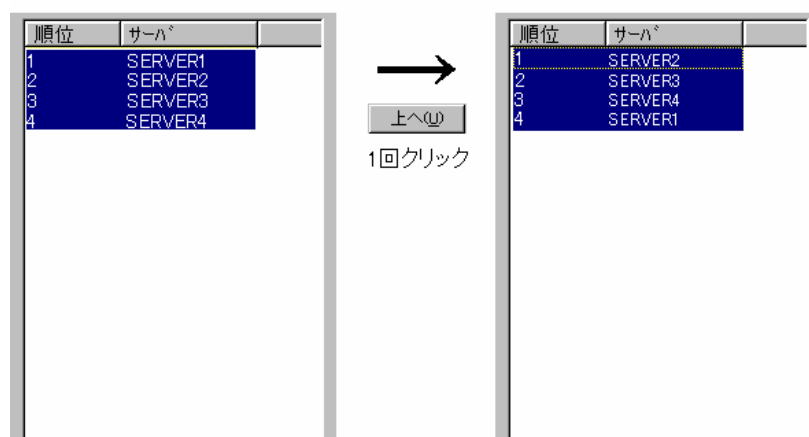 順位 サーバ
1 SERVER1
2 SERVER2
3 SERVER3
4 SERVER4
上へ(U)
1回クリック
順位 サーバ
1 SERVER2
2 SERVER3
3 SERVER4
4 SERVER1